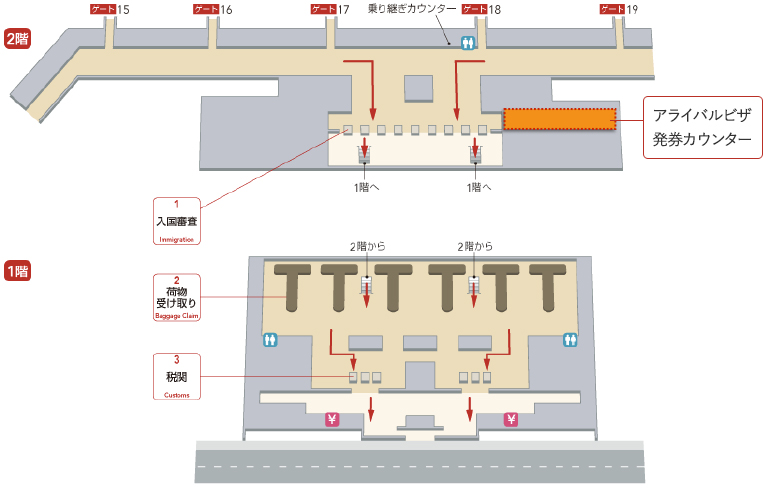 ゲート15
ゲート16
ゲート17
乗り継ぎカウンター
ゲート18
ゲート19
2階
アライバルビザ
発券カウンター
1階へ
1階へ
1
入国審査
Immigration
1階
2階から
2階から
2
荷物
受け取り
Baggage Claim
3
税関
Customs
¥
¥